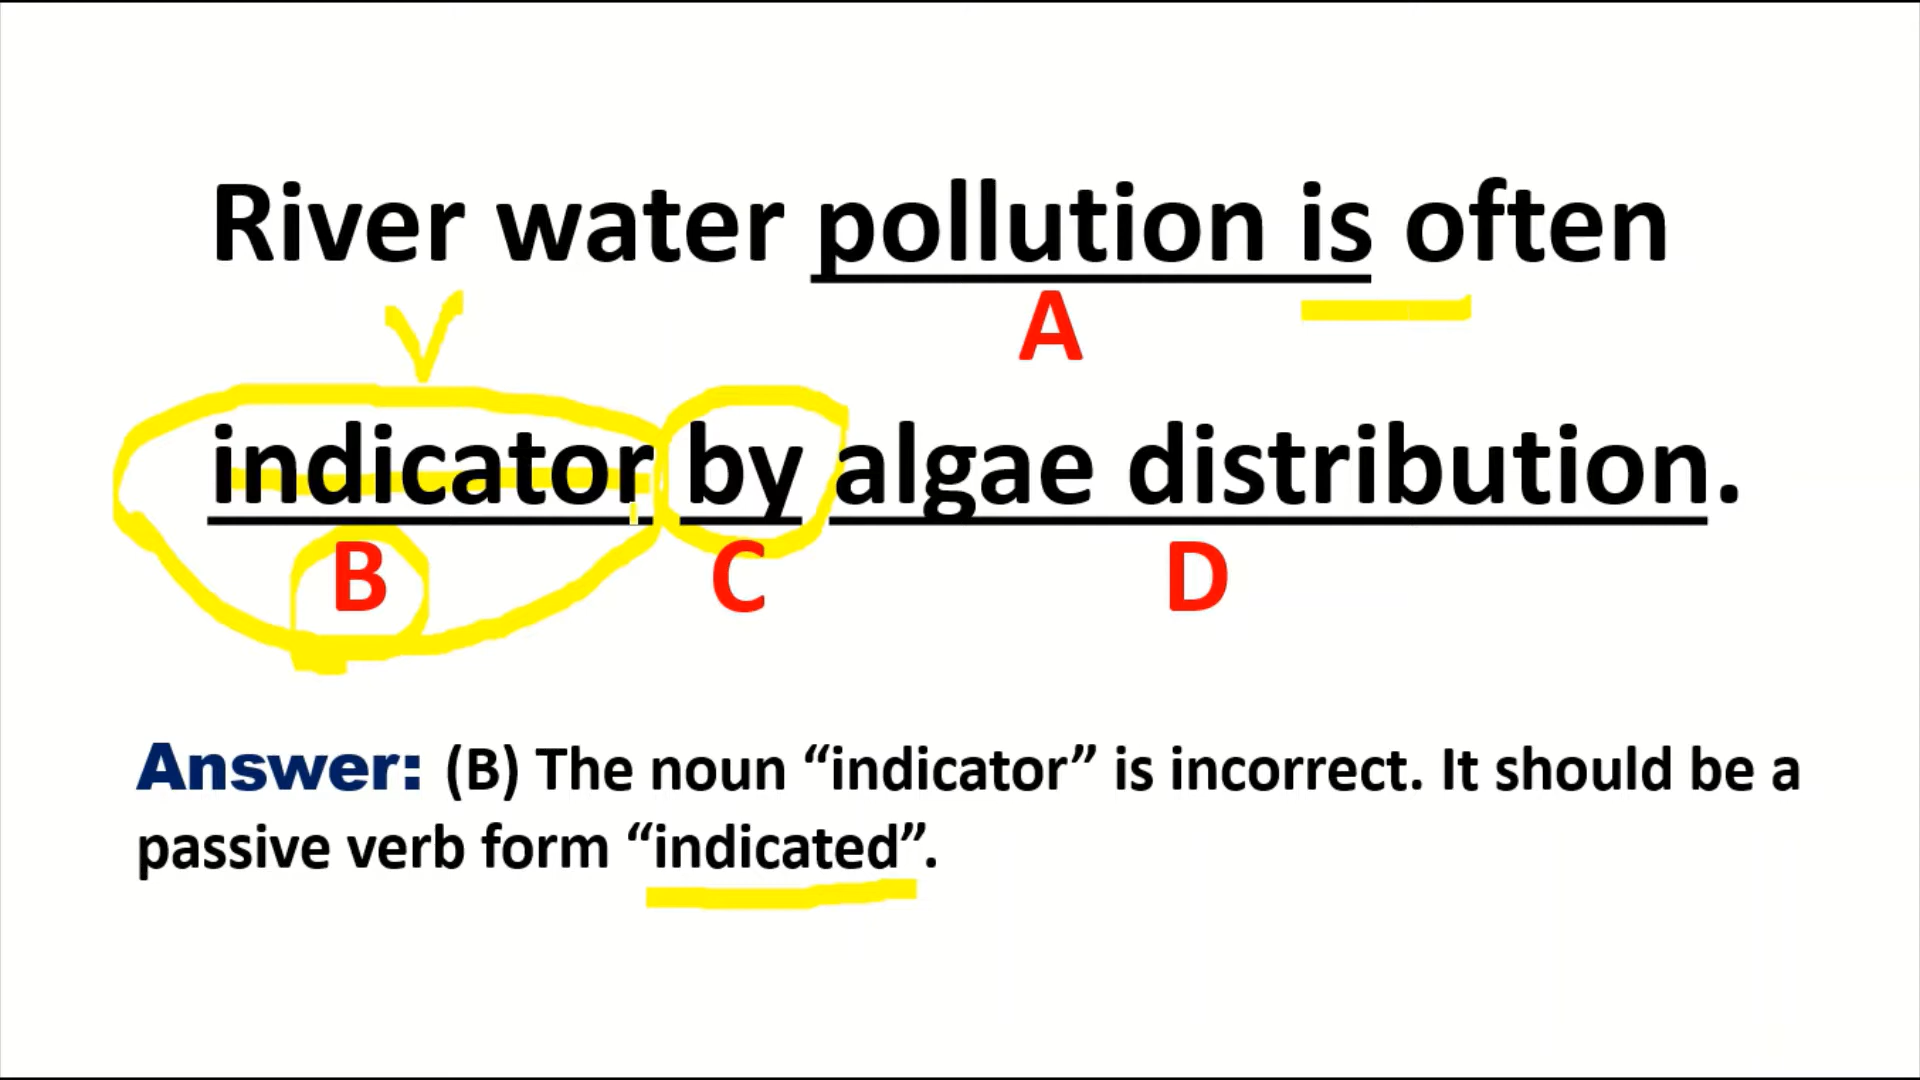 River water pollution is often
A
V
indicator by algae distribution.
B C D
Answer: (B) The noun “indicator” is incorrect. It should be a
passive verb form “indicated”.